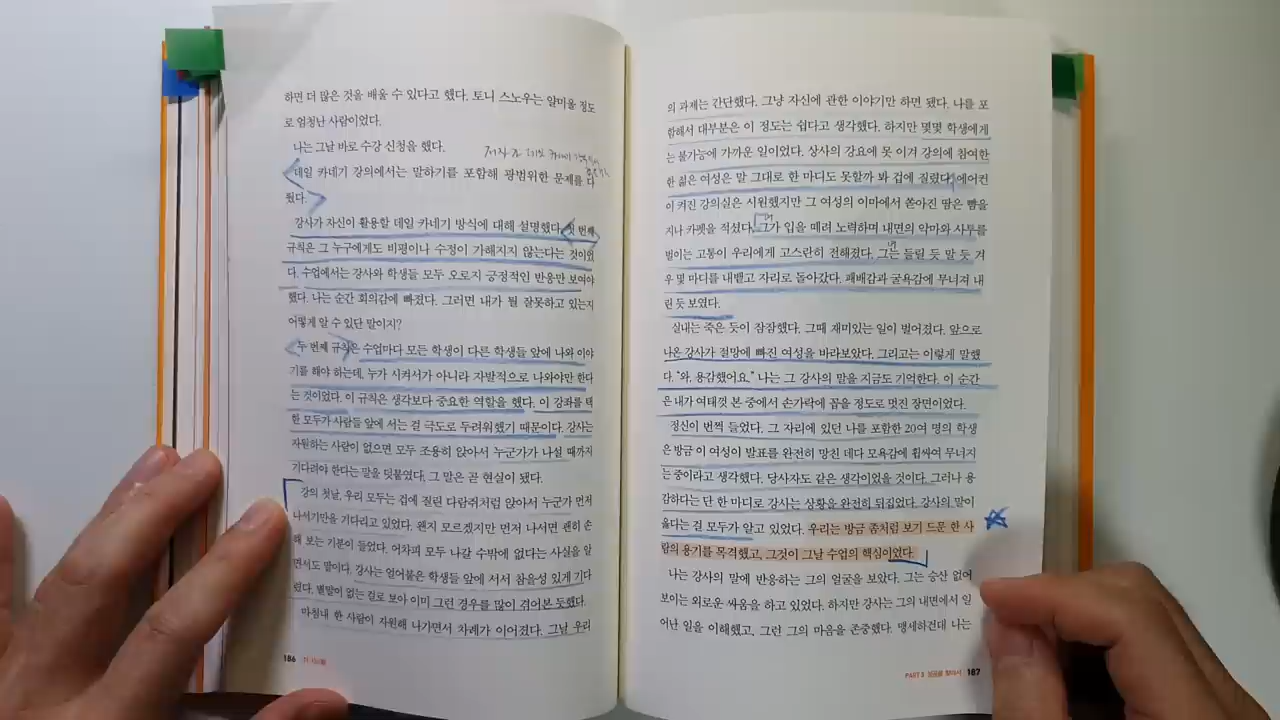 하면 더 많은 것을 배울 수 있다고 했다. 토니 스노우는 얄미울 정도
로 엄청난 사람이었다.
나는 그날 바로 수강 신청을 했다.
데일 카네기 강의에서는 말하기를 포함해 광범위한 문제를 다
뤘다.
강사가 자신이 활용할 데일 카네기 방식에 대해 설명했다. 첫 번째
규칙은 그 누구에게도 비평이나 수정이 가해지지 않는다는 것이었
다. 수업에서는 강사와 학생들 모두 오로지 긍정적인 반응만 보여야
했다. 나는 순간 회의감에 빠졌다. 그러면 내가 뭘 잘못하고 있는지
어떻게 알 수 있단 말이지?
두 번째 규칙은 수업마다 모든 학생이 다른 학생들 앞에 나와 이야
기를 해야 하는데, 누가 시켜서가 아니라 자발적으로 나와야만 한다
는 것이었다. 이 규칙은 생각보다 중요한 역할을 했다. 이 강좌를 택
한 모두가 사람들 앞에 서는 걸 극도로 두려워했기 때문이다. 강사는
자원하는 사람이 없으면 모두 조용히 앉아서 누군가가 나설 때까지
기다려야 한다는 말을 덧붙였다. 그 말은 곧 현실이 됐다.
강의 첫날, 우리 모두는 겁에 질린 다람쥐처럼 앉아서 누군가 먼저
나서기만을 기다리고 있었다. 왠지 모르겠지만 먼저 나서면 괜히 손
해 보는 기분이 들었다. 어차피 모두 나갈 수밖에 없다는 사실을 알
면서도 말이다. 강사는 얼어붙은 학생들 앞에 서서 참을성 있게 기다
렸다. 별말이 없는 걸로 보아 이미 그런 경우를 많이 겪어본 듯했다.
마침내 한 사람이 자원해 나가면서 차례가 이어졌다. 그날 우리
186
의 과제는 간단했다. 그냥 자신에 관한 이야기만 하면 됐다. 나를 포
함해서 대부분은 이 정도는 쉽다고 생각했다. 하지만 몇몇 학생에게
는 불가능에 가까운 일이었다. 상사의 강요에 못 이겨 강의에 참여한
한 젊은 여성은 말 그대로 한 마디도 못할까 봐 겁에 질렸다. 에어컨
이 켜진 강의실은 시원했지만 그 여성의 이마에서 쏟아진 땀은 뺨을
지나 카펫을 적셨다. 그가 입을 떼려 노력하며 내면의 악마와 사투를
벌이는 고통이 우리에게 고스란히 전해졌다. 그는 들릴 듯 말 듯 겨
우 몇 마디를 내뱉고 자리로 돌아갔다. 패배감과 굴욕감에 무너져 내
린 듯 보였다.
실내는 죽은 듯이 잠잠했다. 그때 재미있는 일이 벌어졌다. 앞으로
나온 강사가 절망에 빠진 여성을 바라보았다. 그리고는 이렇게 말했
다. “와, 용감했어요.” 나는 그 강사의 말을 지금도 기억한다. 이 순간
은 내가 여태껏 본 중에서 손가락에 꼽을 정도로 멋진 장면이었다.
정신이 번쩍 들었다. 그 자리에 있던 나를 포함한 20여 명의 학생
은 방금 이 여성이 발표를 완전히 망친 데다 모욕감에 휩싸여 무너지
는 중이라고 생각했다. 당사자도 같은 생각이었을 것이다. 그러나 용
감하다는 단 한 마디로 강사는 상황을 완전히 뒤집었다. 강사의 말이
옳다는 걸 모두가 알고 있었다. 우리는 방금 좀처럼 보기 드문 한 사
람의 용기를 목격했고, 그것이 그날 수업의 핵심이었다.
나는 강사의 말에 반응하는 그의 얼굴을 보았다. 그는 승산 없어
보이는 외로운 싸움을 하고 있었다. 하지만 강사는 그의 내면에서 일
어난 일을 이해했고, 그런 그의 마음을 존중했다. 맹세하건데 나는
PART 3 187